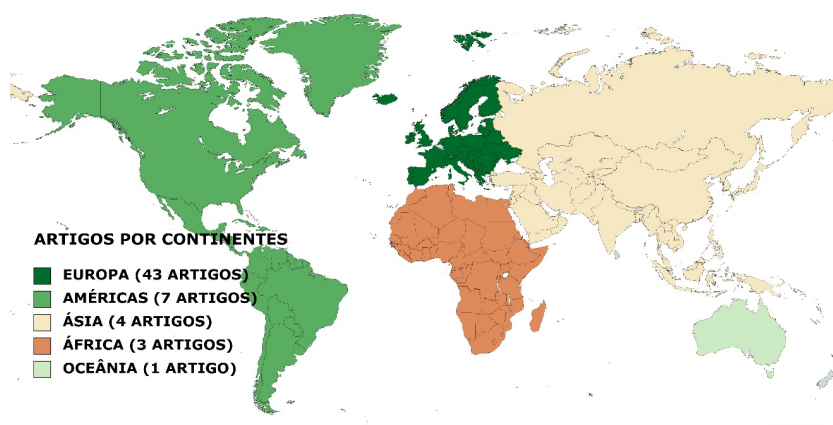 ARTIGOS POR CONTINENTES
EUROPA (43 ARTIGOS)
AMÉRICAS (7 ARTIGOS)
ÁSIA (4 ARTIGOS)
ÁFRICA (3 ARTIGOS)
OCEÂNIA (1 ARTIGO)